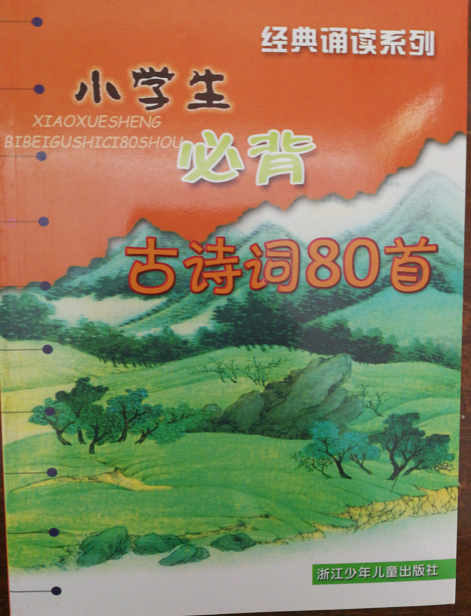 经典诵读系列
小学生
XIAOXUESHENG
BIBEIGUSHICI80SHOU
必背
古诗词80首
浙江少年儿童出版社